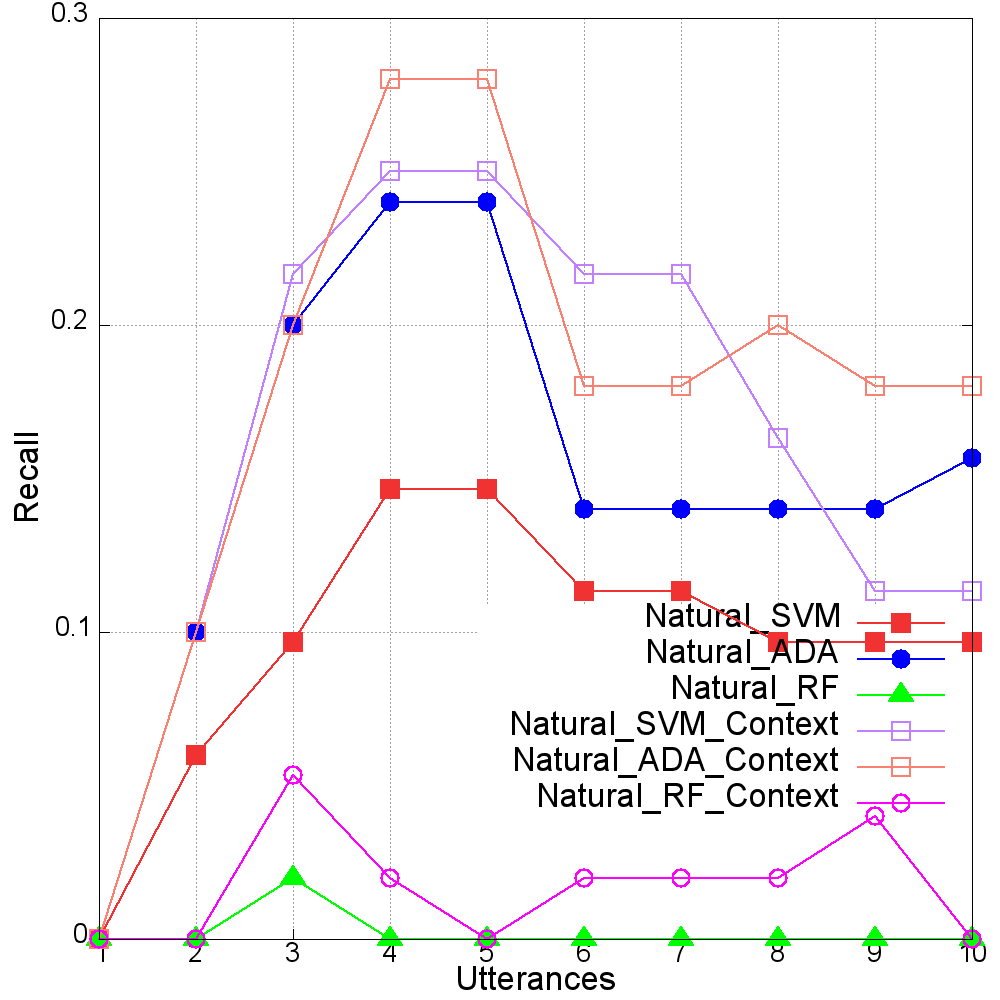 0.3
0.2
0.1
0
Recall
1 2 3 4 5 6 7 8 9 10
Utterances
Natural_SVM
Natural_ADA
Natural_RF
Natural_SVM_Context
Natural_ADA_Context
Natural_RF_Context